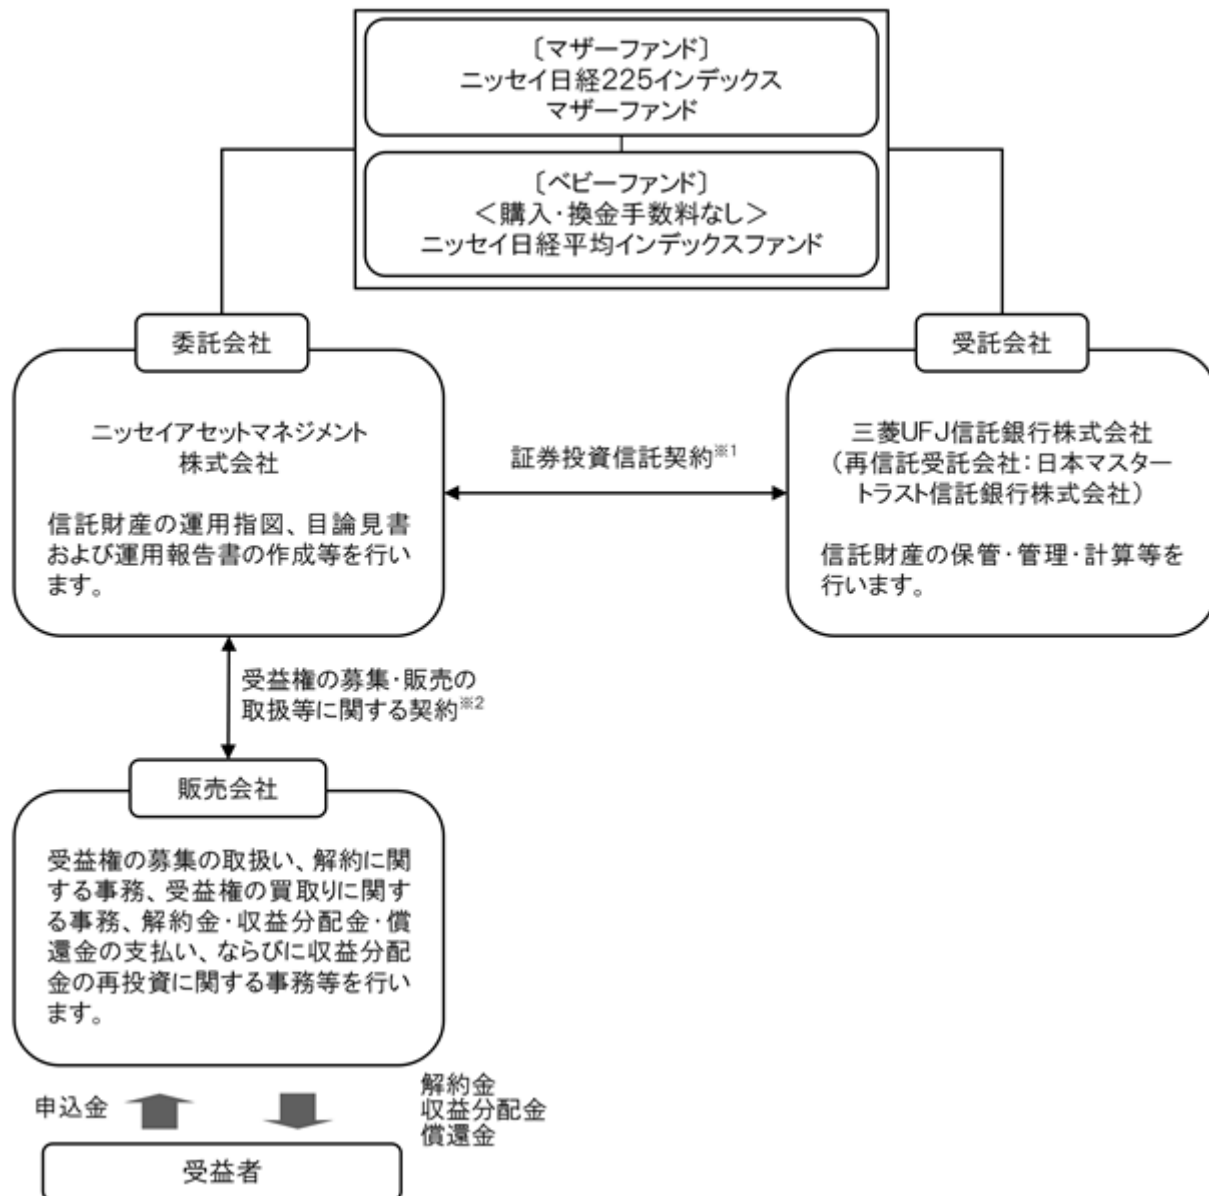 〔マザーファンド〕
ニッセイ日経225インデックス
マザーファンド
〔ベビーファンド〕
＜購入・換金手数料なし＞
ニッセイ日経平均インデックスファンド
委託会社
ニッセイアセットマネジメント
株式会社
信託財産の運用指図、目論見書
および運用報告書の作成等を行い
ます。
証券投資信託契約※1
受託会社
三菱UFJ信託銀行株式会社
（再信託受託会社：日本マスター
トラスト信託銀行株式会社）
信託財産の保管・管理・計算等を
行います。
受益権の募集・販売の
取扱等に関する契約※2
販売会社
受益権の募集の取扱い、解約に関
する事務、受益権の買取りに関す
る事務、解約金・収益分配金・償
還金の支払い、ならびに収益分配
金の再投資に関する事務等を行い
ます。
申込金
解約金
収益分配金
償還金
受益者